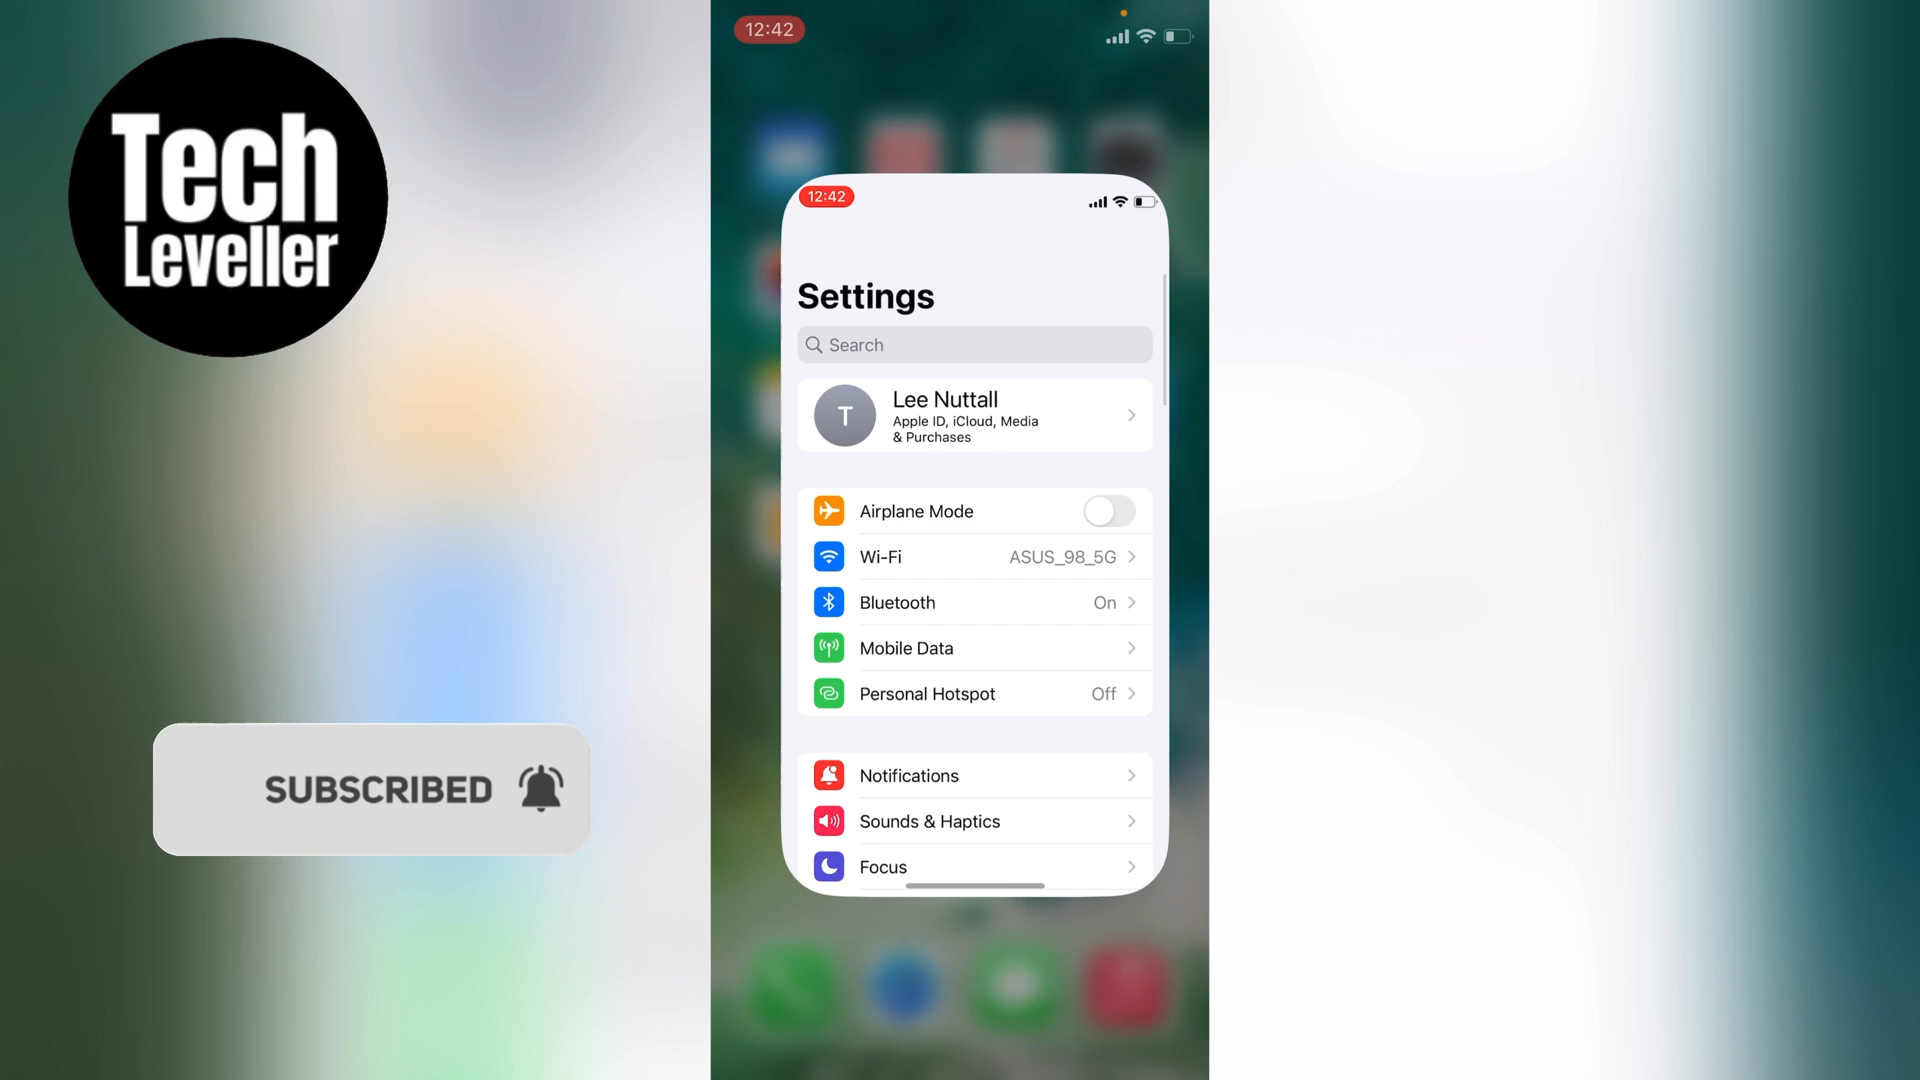 Tech
Leveller
SUBSCRIBED
12:42
12:42
Settings
Search
T
Lee Nuttall
Apple ID, iCloud, Media
& Purchases
Airplane Mode
Wi-Fi ASUS_98_5G
Bluetooth On
Mobile Data
Personal Hotspot Off
Notifications
Sounds & Haptics
Focus